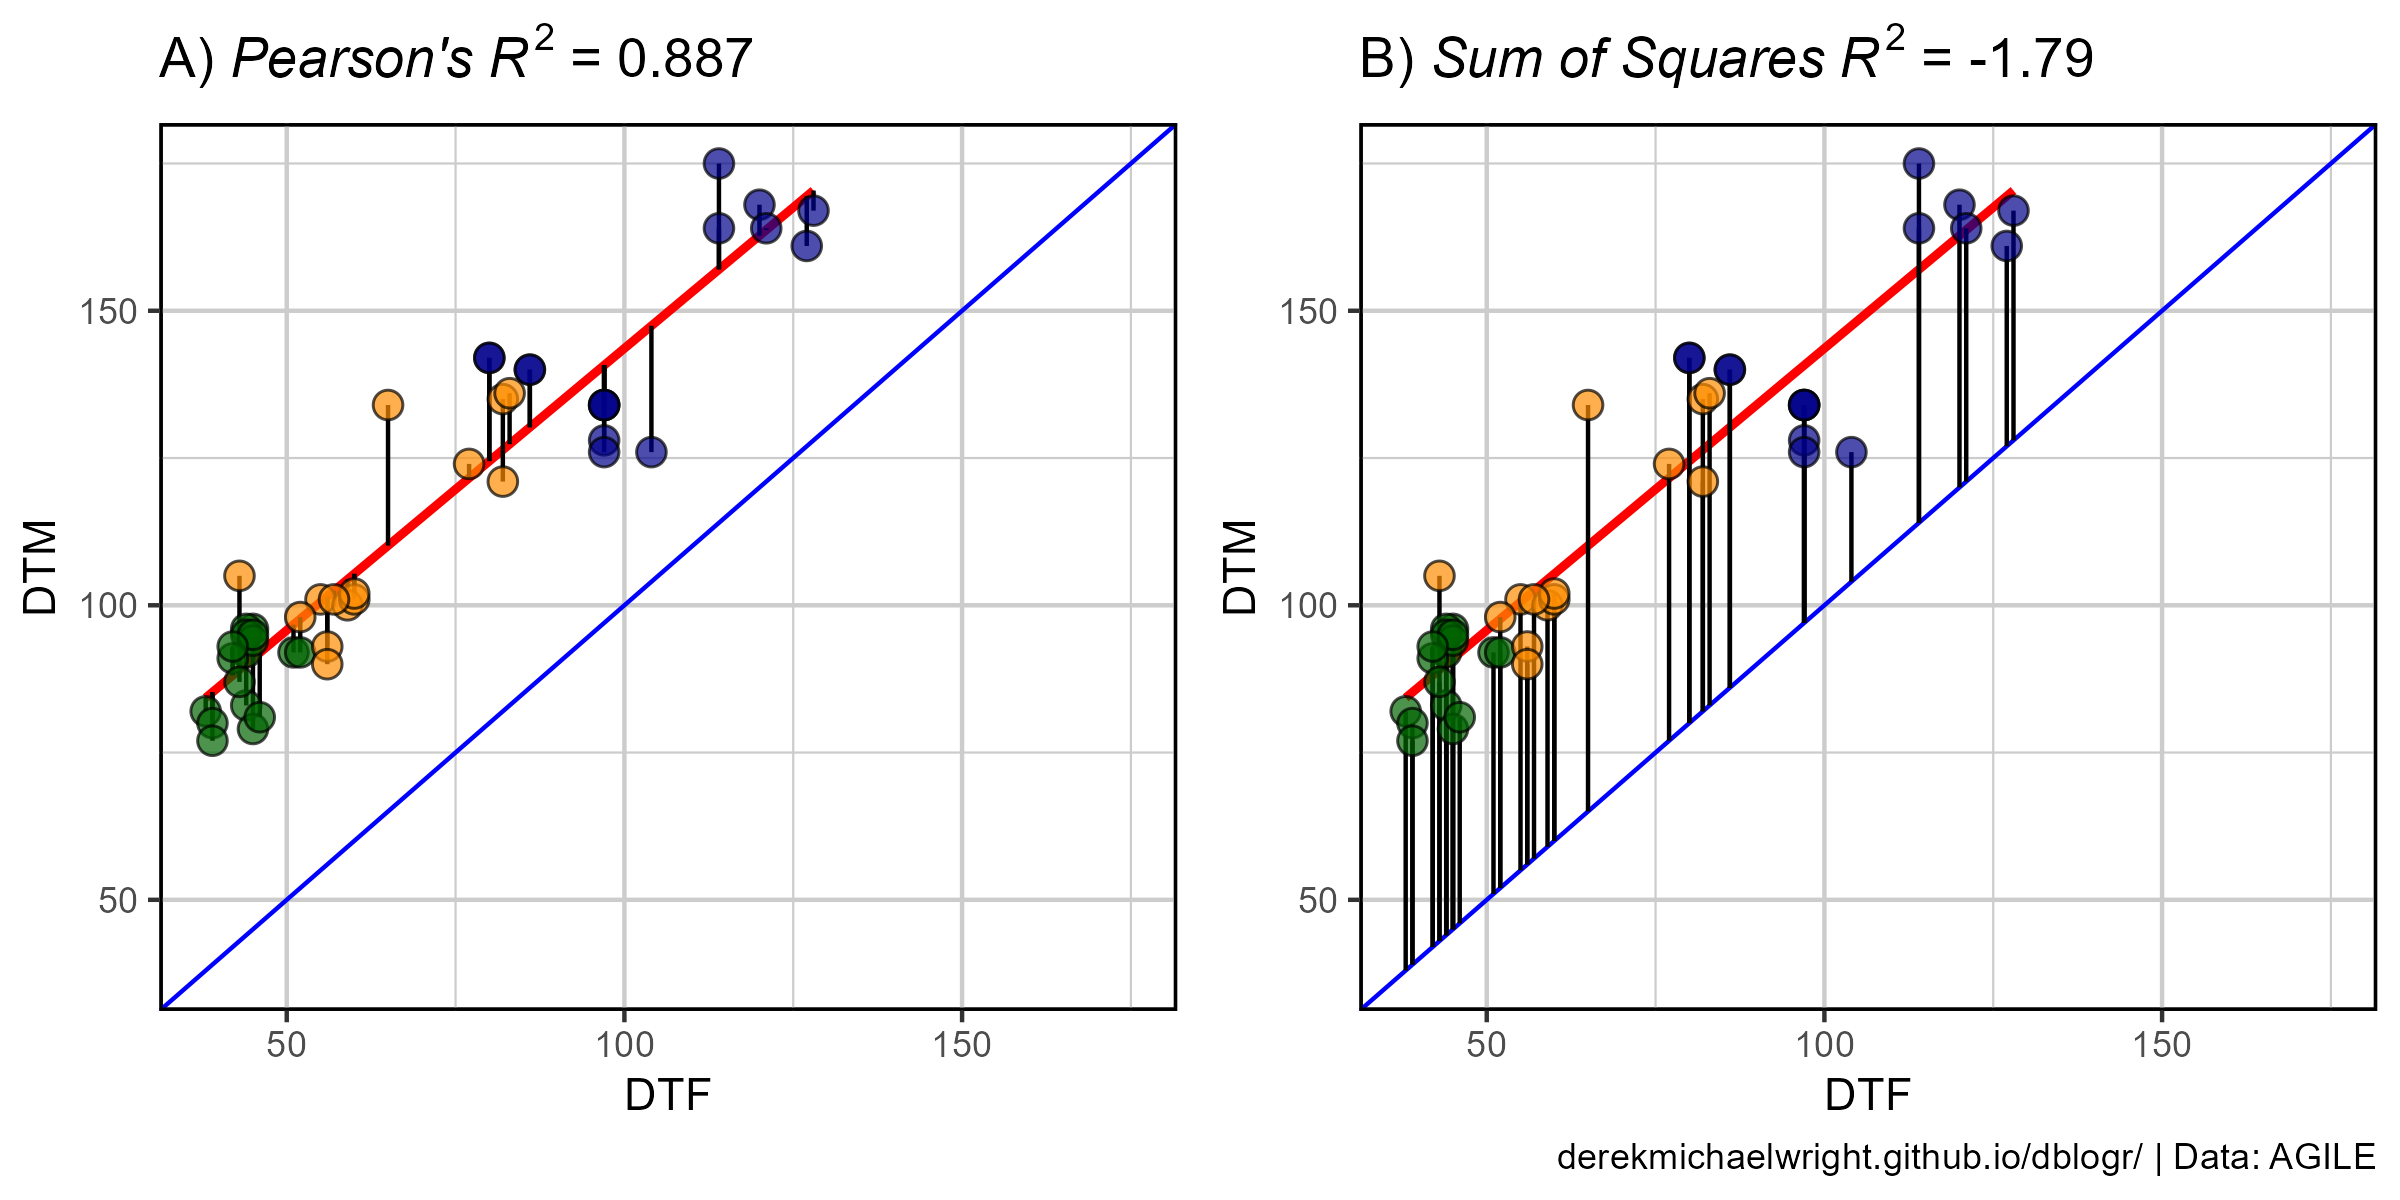 A) Pearson's R² = 0.887
B) Sum of Squares R² = -1.79
DTM
150
100
50
50 100 150
DTF
DTM
150
100
50
50 100 150
DTF
derekmichaelwright.github.io/dblogr/ | Data: AGILE